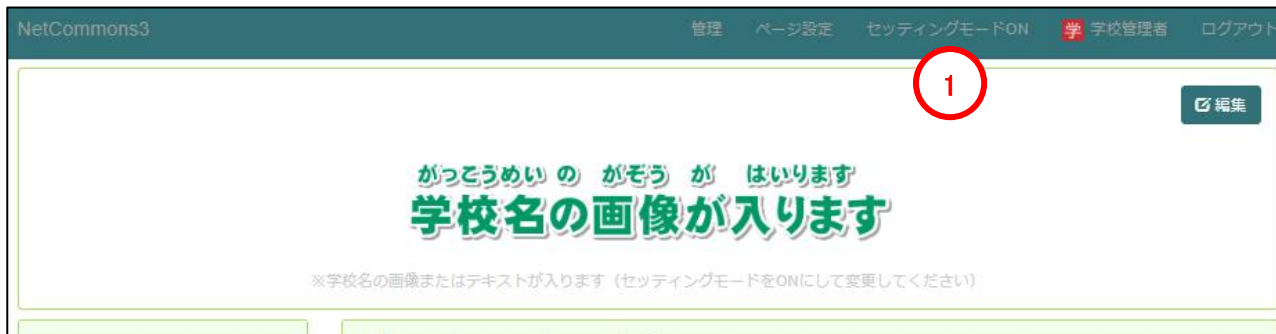 NetCommons3 管理 ページ設定 セッティングモードON 学 学校管理者 ログアウト
1
編集
がっこうめい の がぞう が はいります
学校名の画像が入ります
※学校名の画像またはテキストが入ります（セッティングモードをONにして変更してください）